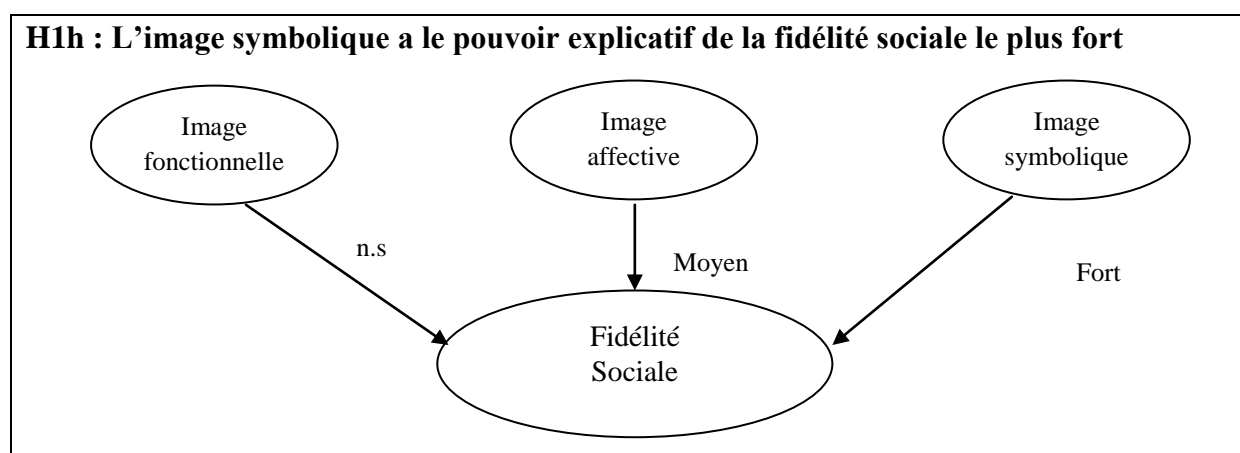 H1h : L’image symbolique a le pouvoir explicatif de la fidélité sociale le plus fort
Image
fonctionnelle
Image
affective
Image
symbolique
n.s
Moyen
Fort
Fidélité
Sociale